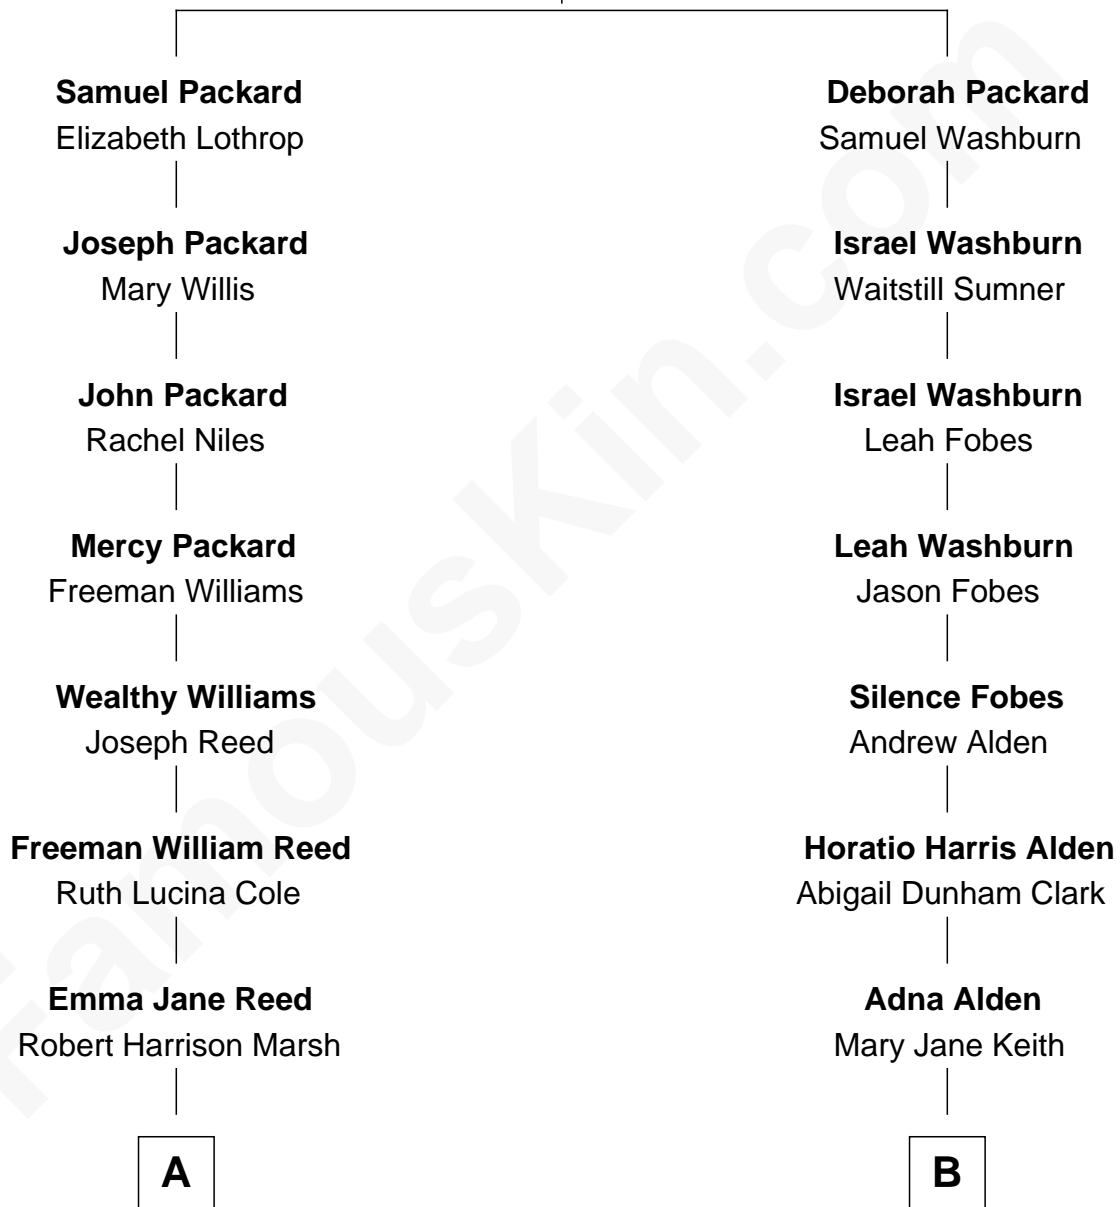 Samuel Packard
Elizabeth Lothrop
Joseph Packard
Mary Willis
John Packard
Rachel Niles
Mercy Packard
Freeman Williams
Wealthy Williams
Joseph Reed
Freeman William Reed
Ruth Lucina Cole
Emma Jane Reed
Robert Harrison Marsh
A
Deborah Packard
Samuel Washburn
Israel Washburn
Waitstill Sumner
Israel Washburn
Leah Fobes
Leah Washburn
Jason Fobes
Silence Fobes
Andrew Alden
Horatio Harris Alden
Abigail Dunham Clark
Adna Alden
Mary Jane Keith
B
FamousKin.com